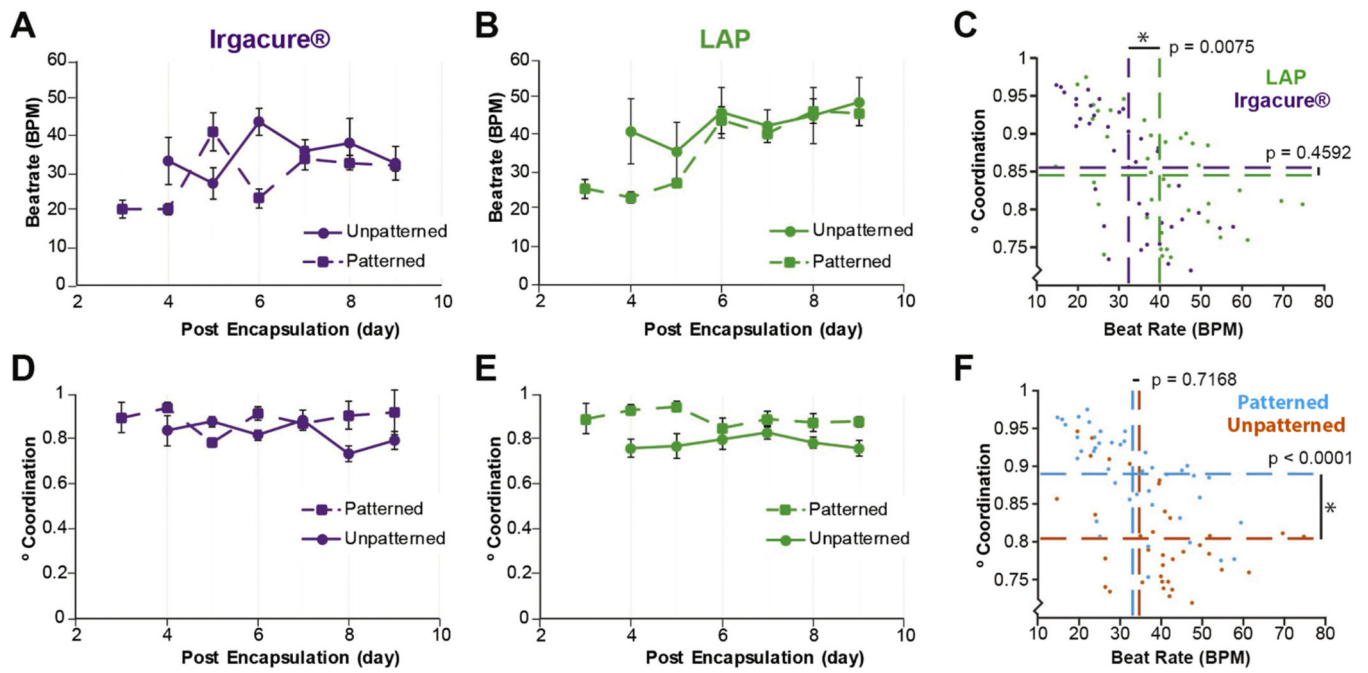 A
Irgacure®
Beatrate (BPM)
60
50
40
30
20
10
0
2
4
6
8
10
Unpatterned
Patterned
Post Encapsulation (day)
B
LAP
Beatrate (BPM)
60
50
40
30
20
10
0
2
4
6
8
10
Unpatterned
Patterned
Post Encapsulation (day)
C
*
p = 0.0075
LAP
Irgacure®
p = 0.4592
º Coordination
1
0.95
0.9
0.85
0.8
0.75
10
20
30
40
50
60
70
80
Beat Rate (BPM)
D
º Coordination
1
0.8
0.6
0.4
0.2
0
2
4
6
8
10
Patterned
Unpatterned
Post Encapsulation (day)
E
º Coordination
1
0.8
0.6
0.4
0.2
0
2
4
6
8
10
Patterned
Unpatterned
Post Encapsulation (day)
F
p = 0.7168
Patterned
Unpatterned
p < 0.0001
*
º Coordination
1
0.95
0.9
0.85
0.8
0.75
10
20
30
40
50
60
70
80
Beat Rate (BPM)